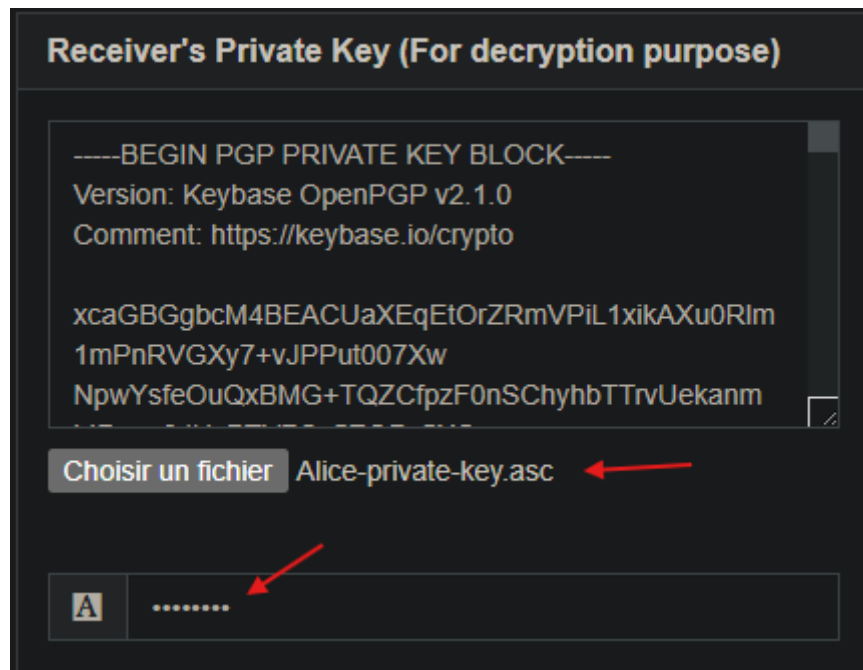 Receiver's Private Key (For decryption purpose)
-----BEGIN PGP PRIVATE KEY BLOCK-----
Version: Keybase OpenPGP v2.1.0
Comment: https://keybase.io/crypto
xcaGBGgbcM4BEACUaXEqEtOrZRmVPiL1xikAXu0RIm
1mPnRVGXy7+vJPPut007Xw
NpwYsfeOuQxBMG+TQZCfpzF0nSChyhbTTrvUekanm
Choisir un fichier Alice-private-key.asc
A ••••••••